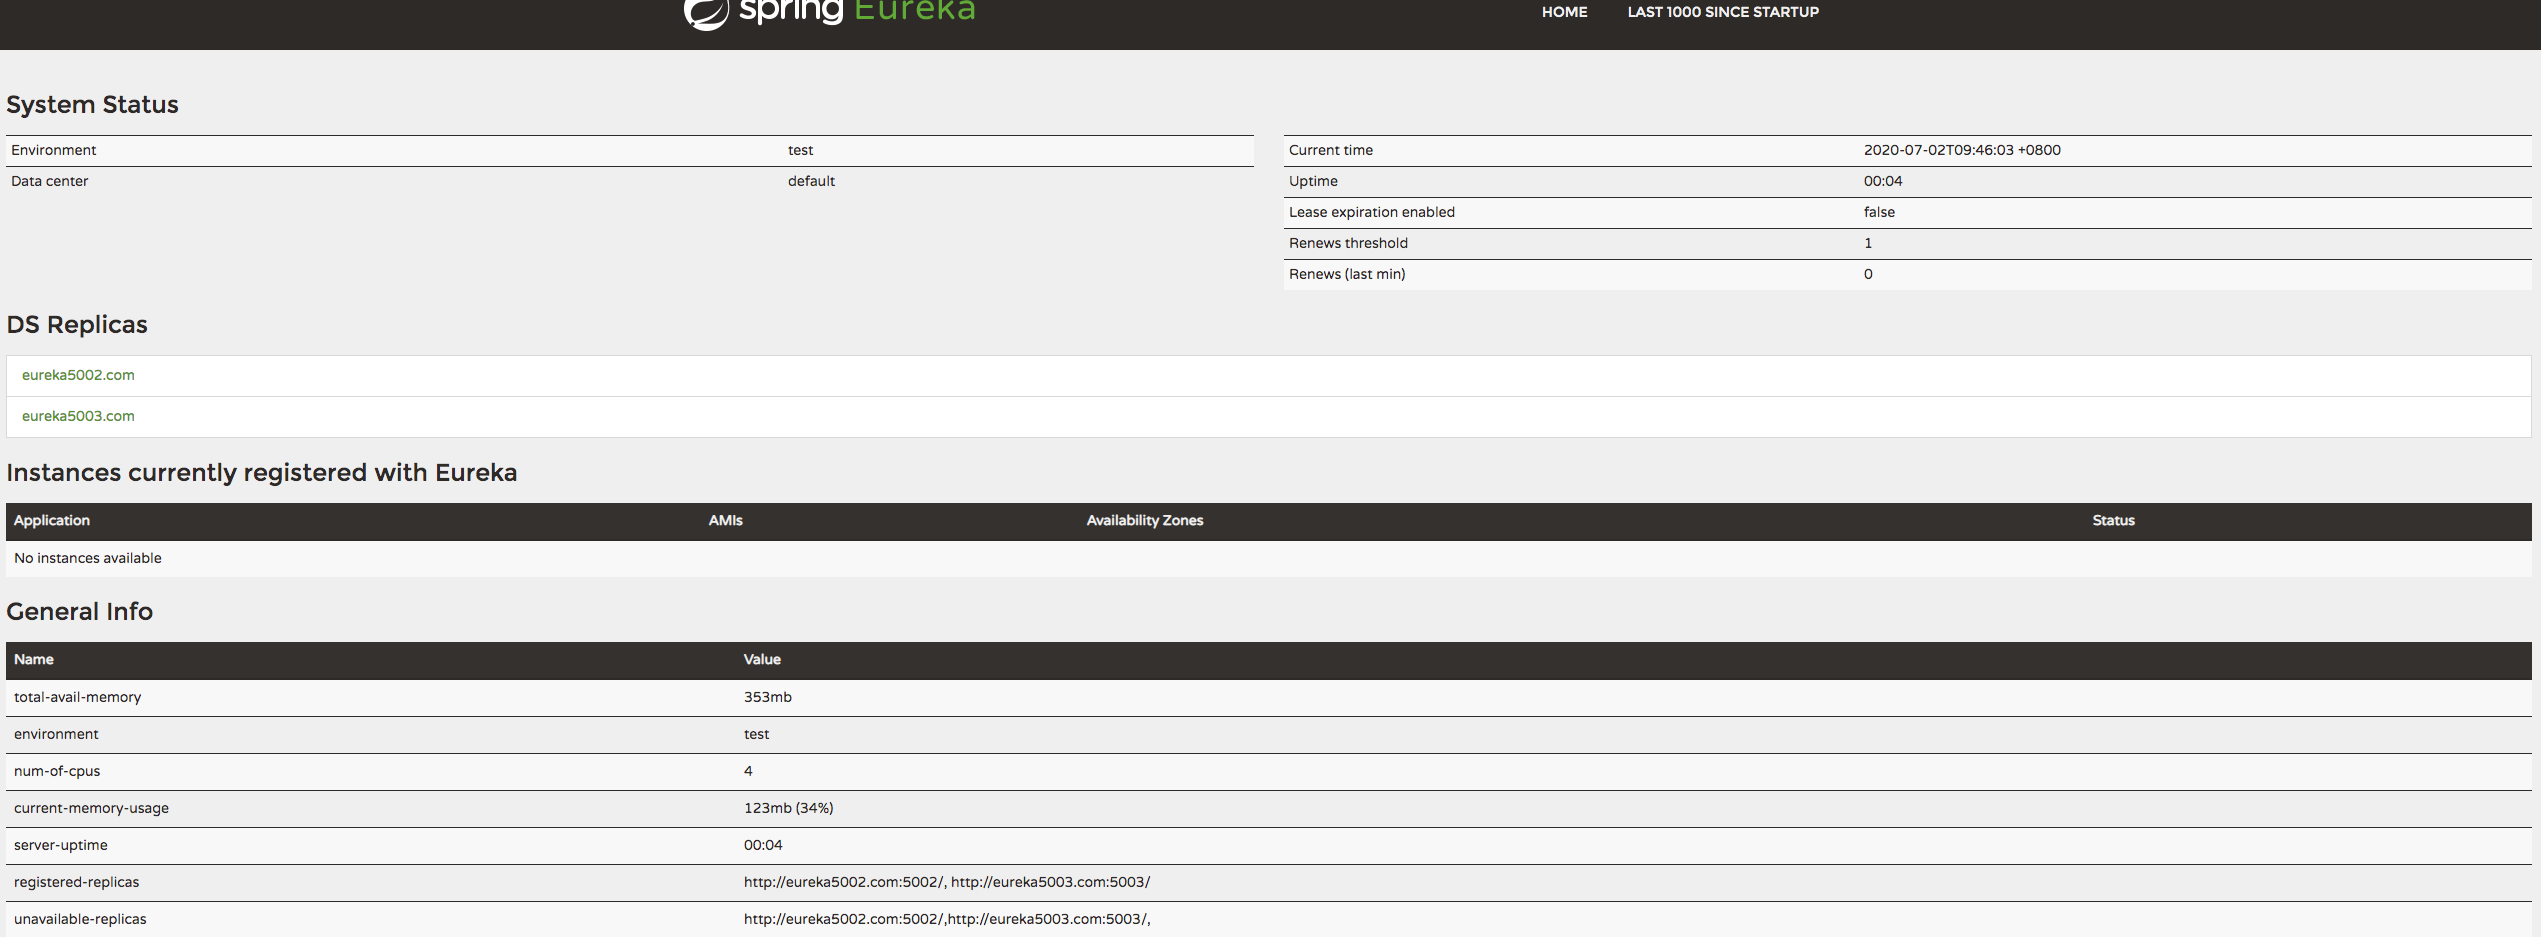 spring Eureka HOME LAST 1000 SINCE STARTUP
System Status
Environment test
Data center default
Current time 2020-07-02T09:46:03 +0800
Uptime 00:04
Lease expiration enabled false
Renews threshold 1
Renews (last min) 0
DS Replicas
eureka5002.com
eureka5003.com
Instances currently registered with Eureka
Application AMIs Availability Zones Status
No instances available
General Info
Name Value
total-avail-memory 353mb
environment test
num-of-cpus 4
current-memory-usage 123mb (34%)
server-uptime 00:04
registered-replicas http://eureka5002.com:5002/, http://eureka5003.com:5003/
unavailable-replicas http://eureka5002.com:5002/,http://eureka5003.com:5003/,